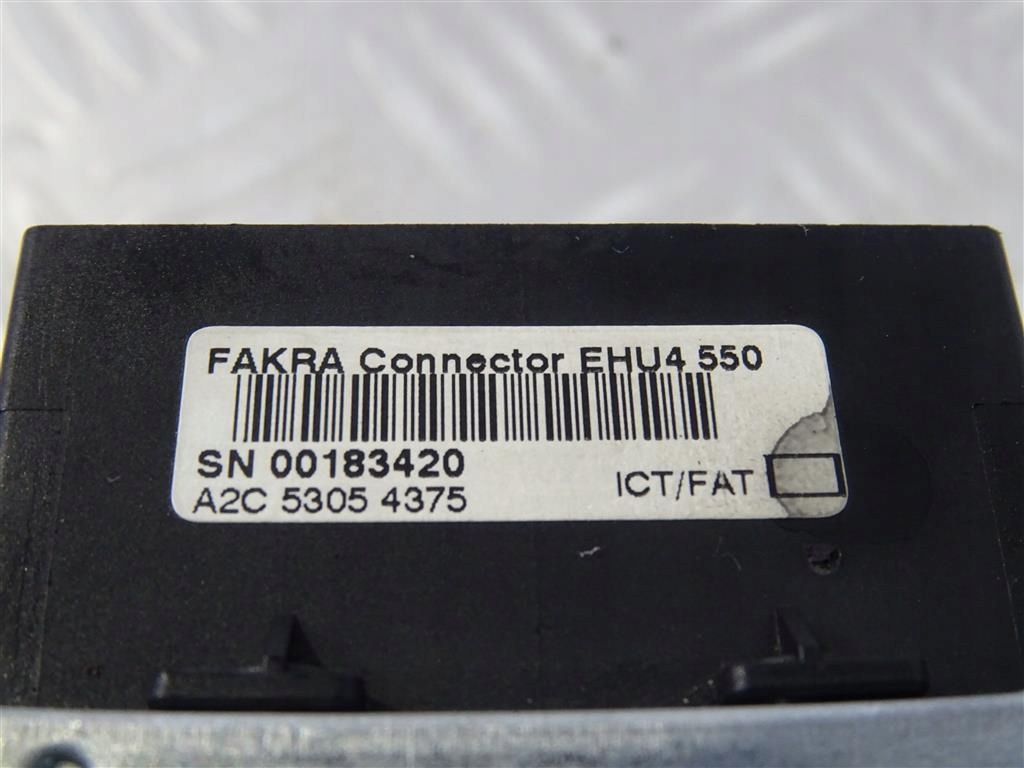 FAKRA Connector EHU4 550
SN 00183420
A2C 5305 4375
ICT/FAT